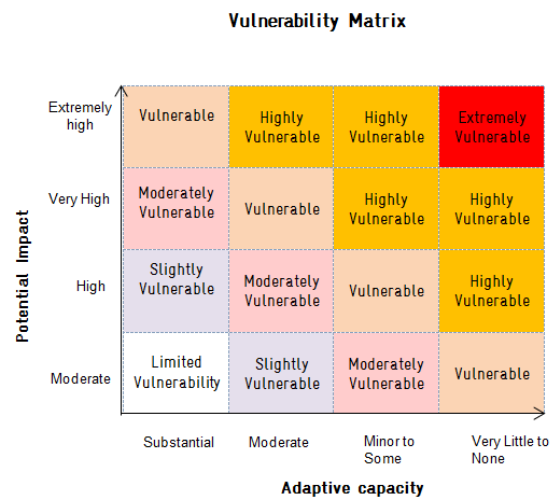 Vulnerability Matrix
Extremely
high
Vulnerable
Highly
Vulnerable
Highly
Vulnerable
Extremely
Vulnerable
Very High
Moderately
Vulnerable
Vulnerable
Highly
Vulnerable
Highly
Vulnerable
Potential Impact
High
Slightly
Vulnerable
Moderately
Vulnerable
Vulnerable
Highly
Vulnerable
Moderate
Limited
Vulnerability
Slightly
Vulnerable
Moderately
Vulnerable
Vulnerable
Substantial
Moderate
Minor to
Some
Very Little to
None
Adaptive capacity